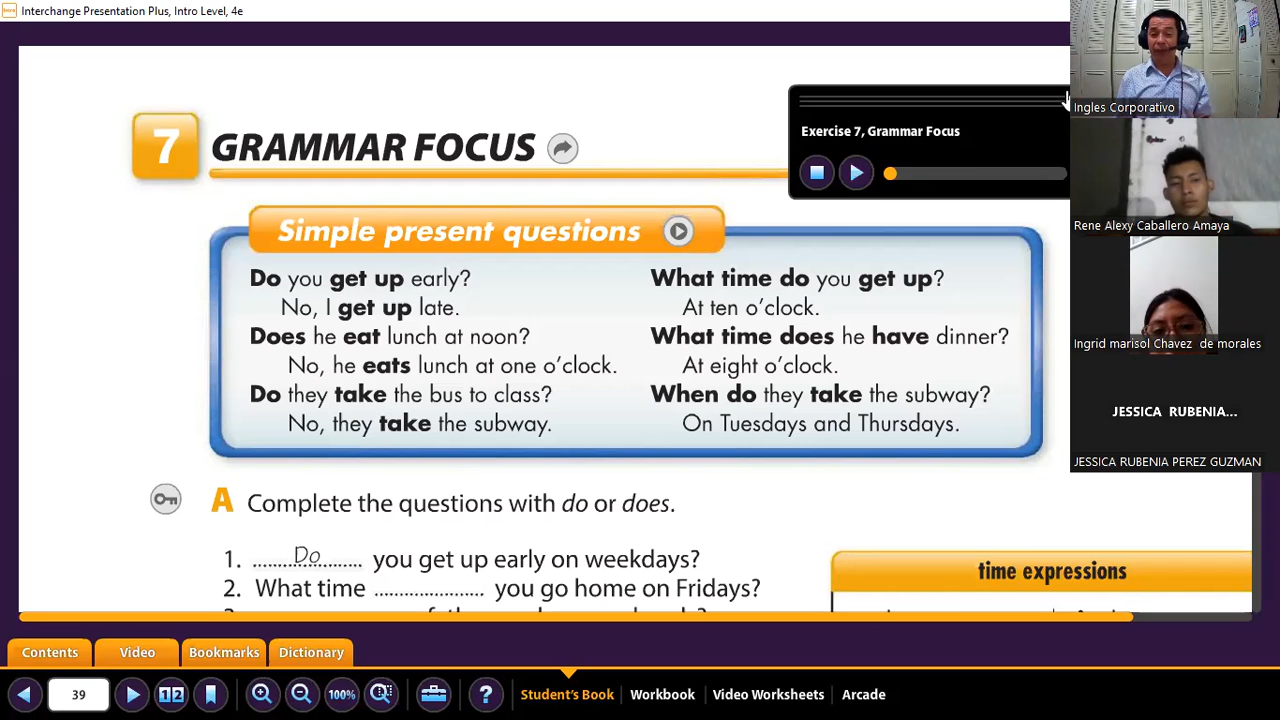 Interchange Presentation Plus, Intro Level, 4e
7 GRAMMAR FOCUS
Exercise 7, Grammar Focus
Simple present questions
Do you get up early?
No, I get up late.
Does he eat lunch at noon?
No, he eats lunch at one o'clock.
Do they take the bus to class?
No, they take the subway.
What time do you get up?
At ten o'clock.
What time does he have dinner?
At eight o'clock.
When do they take the subway?
On Tuesdays and Thursdays.
A Complete the questions with do or does.
1. Do you get up early on weekdays?
2. What time .................... you go home on Fridays?
time expressions
Ingles Corporativo
Rene Alexy Caballero Amaya
Ingrid marisol Chavez de morales
JESSICA RUBENIA...
JESSICA RUBENIA PEREZ GUZMAN
Contents Video Bookmarks Dictionary
39 1 2 100% ? Student's Book Workbook Video Worksheets Arcade